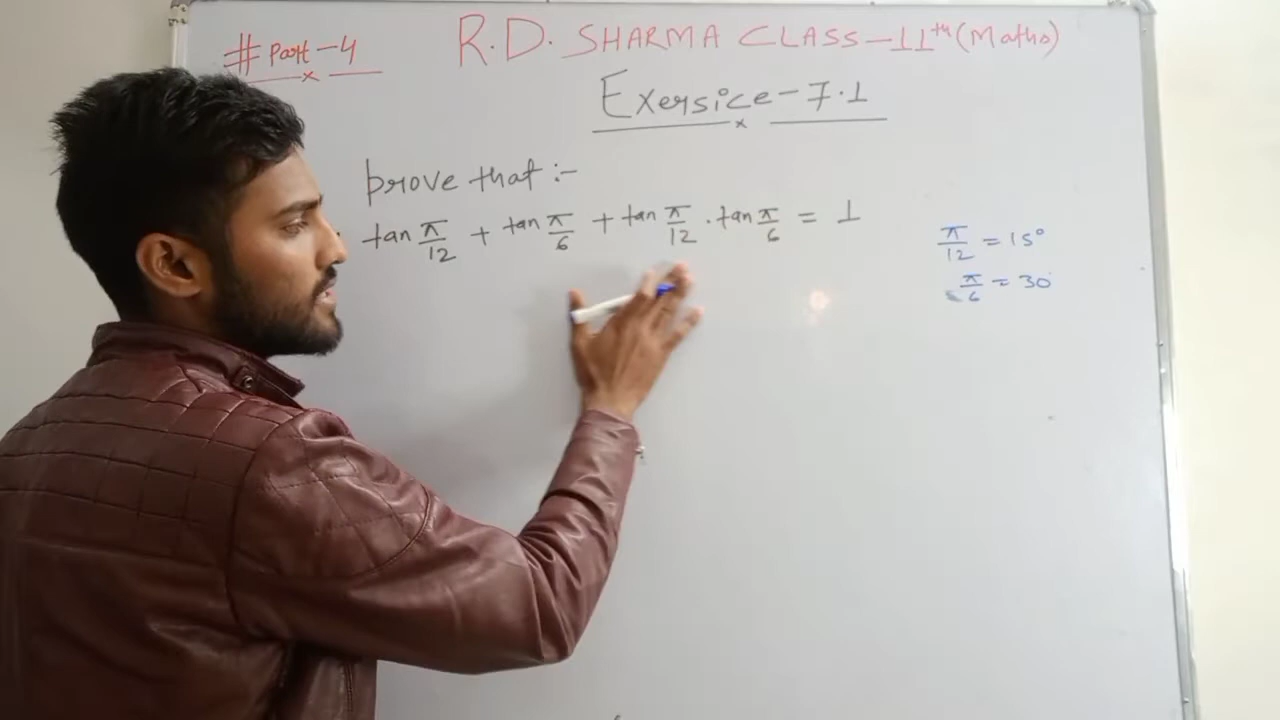 # Part-4
R.D. SHARMA CLASS-11th (Maths)
Exersice-7.1
prove that :-
tan π/12 + tan π/6 + tan π/12 . tan π/6 = 1
π/12 = 15°
π/6 = 30